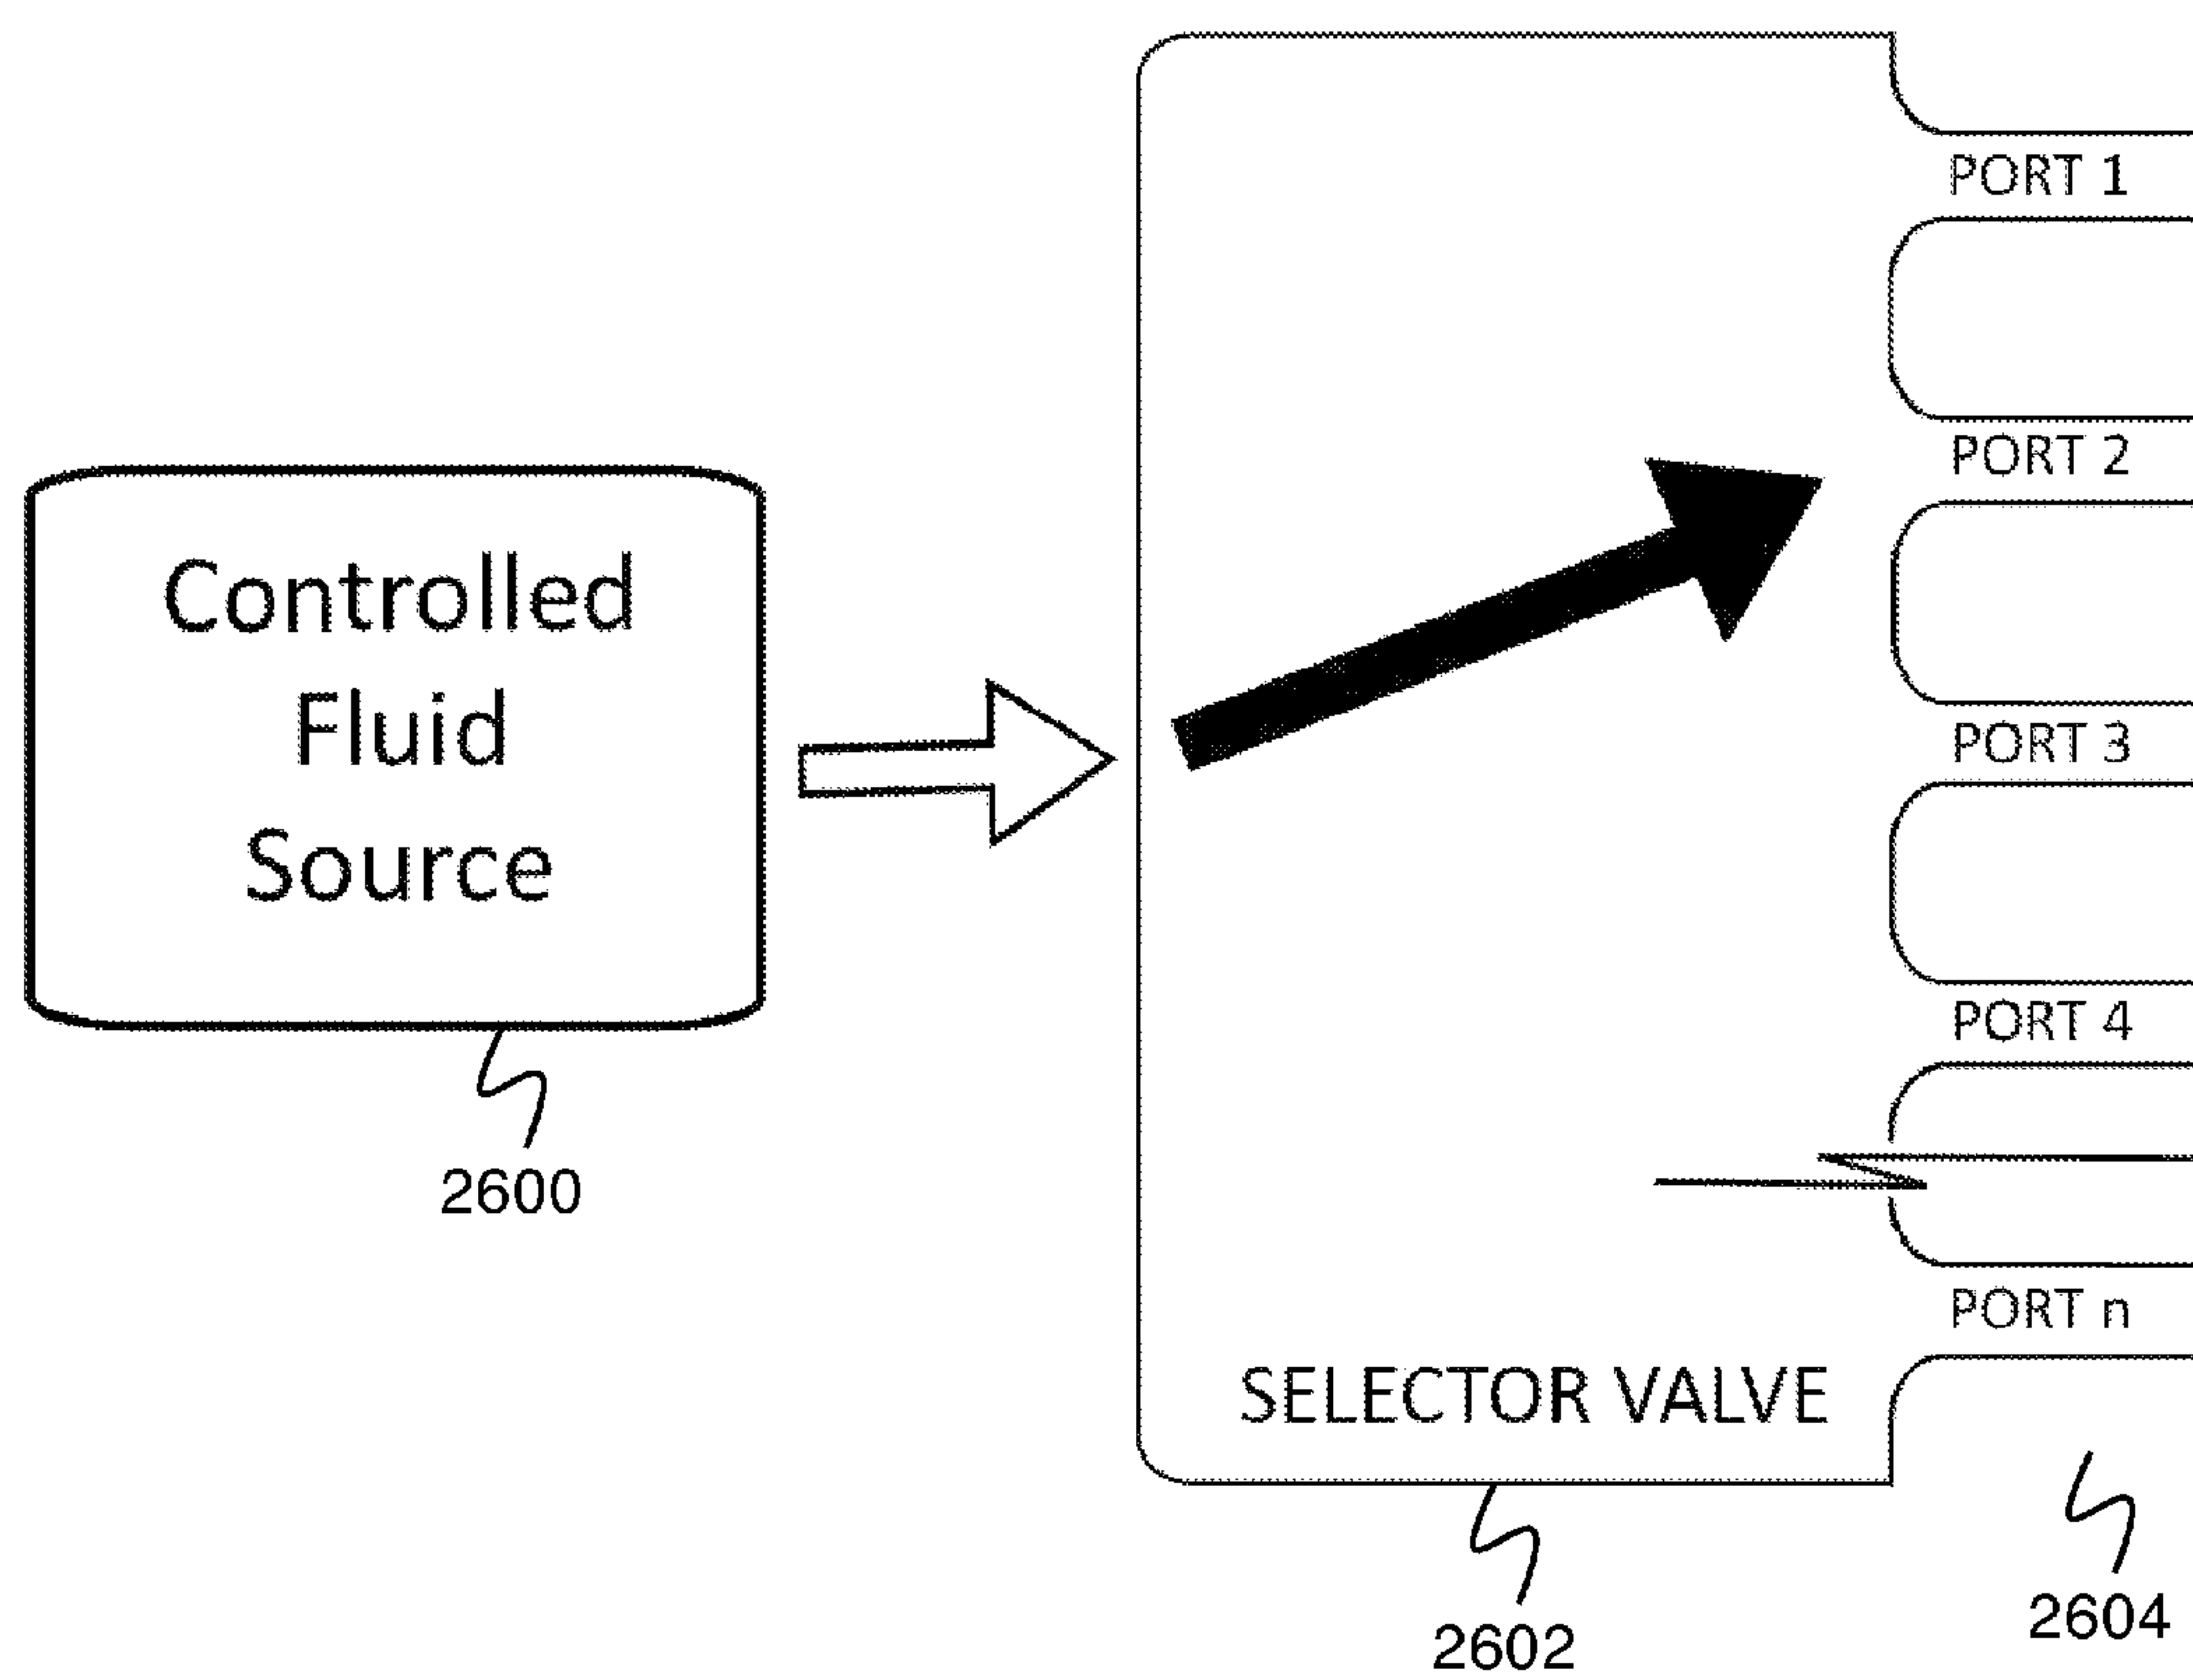 Controlled
Fluid
Source
2600
PORT 1
PORT 2
PORT 3
PORT 4
PORT n
SELECTOR VALVE
2602
2604